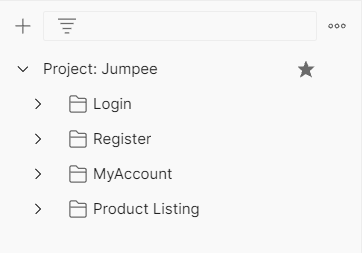 Project: Jumpee
Login
Register
MyAccount
Product Listing